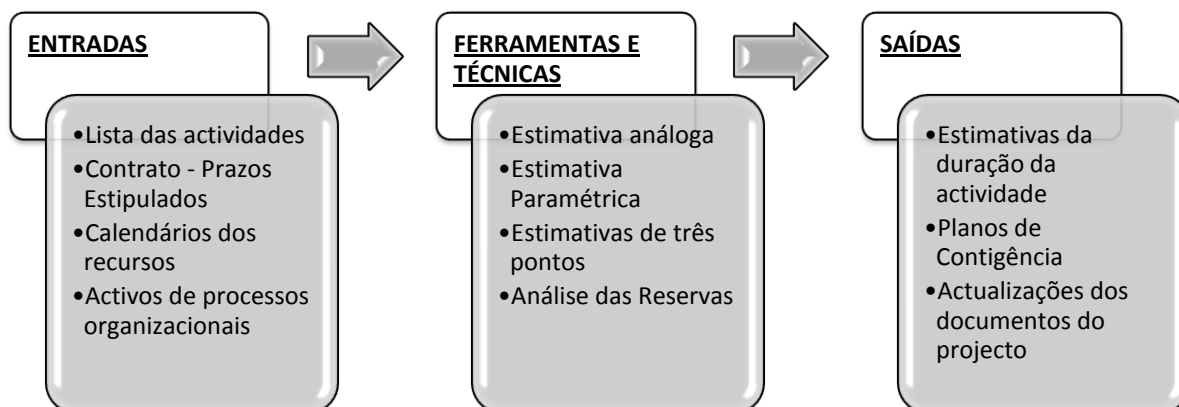 ENTRADAS
•Lista das actividades
•Contrato - Prazos
Estipulados
•Calendários dos
recursos
•Activos de processos
organizacionais
FERRAMENTAS E
TÉCNICAS
•Estimativa análoga
•Estimativa
Paramétrica
•Estimativas de três
pontos
•Análise das Reservas
SAÍDAS
•Estimativas da
duração da
actividade
•Planos de
Contigência
•Actualizações dos
documentos do
projecto